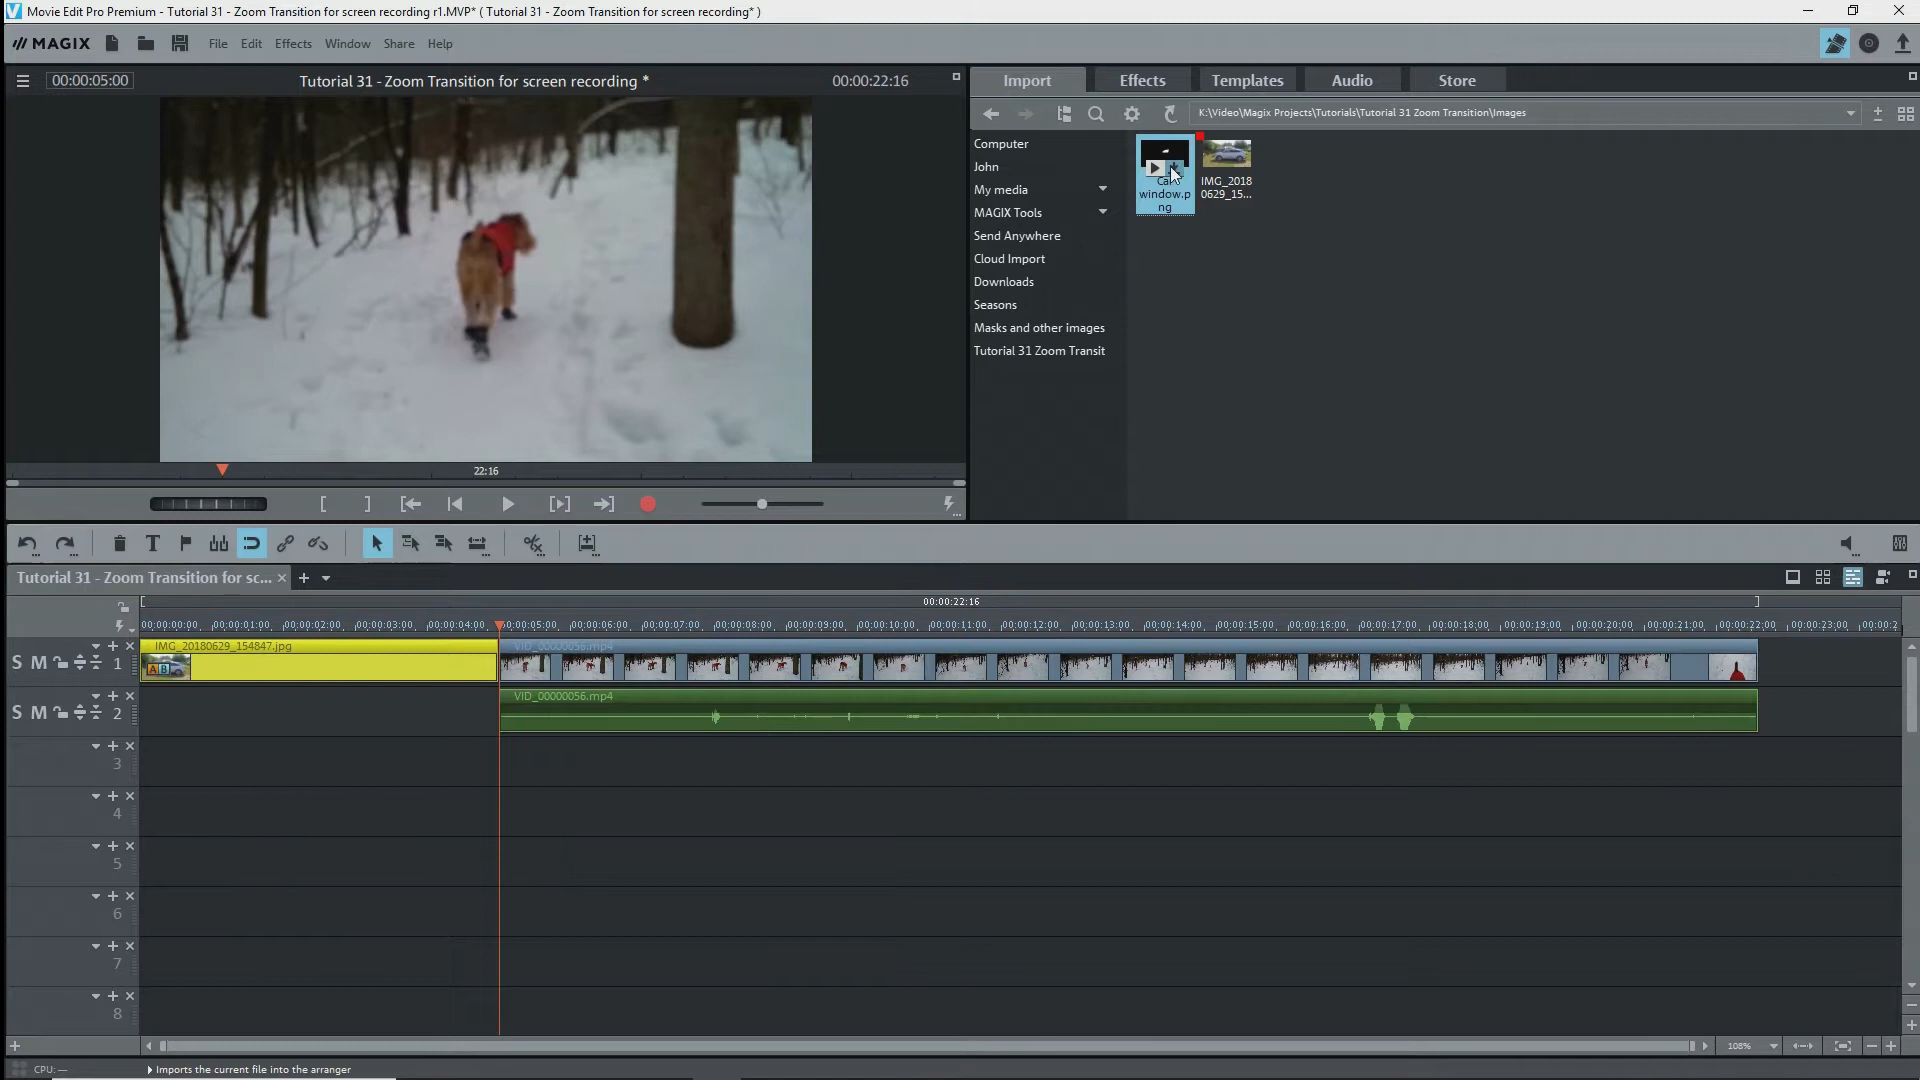 Movie Edit Pro Premium - Tutorial 31 - Zoom Transition for screen recording r1.MVP* ( Tutorial 31 - Zoom Transition for screen recording* )
MAGIX File Edit Effects Window Share Help
00:00:05:00 Tutorial 31 - Zoom Transition for screen recording * 00:00:22:16
Import Effects Templates Audio Store
K:\Video\Magix Projects\Tutorials\Tutorial 31 Zoom Transition\Images
Computer
John
My media
MAGIX Tools
Send Anywhere
Cloud Import
Downloads
Seasons
Masks and other images
Tutorial 31 Zoom Transit
window.p
ng
IMG_2018
0629_15...
22:16
Tutorial 31 - Zoom Transition for sc...
00:00:22:16
00:00:00:00 00:00:01:00 00:00:02:00 00:00:03:00 00:00:04:00 00:00:05:00 00:00:06:00 00:00:07:00 00:00:08:00 00:00:09:00 00:00:10:00 00:00:11:00 00:00:12:00 00:00:13:00 00:00:14:00 00:00:15:00 00:00:16:00 00:00:17:00 00:00:18:00 00:00:19:00 00:00:20:00 00:00:21:00 00:00:22:00 00:00:23:00 00:00:2
IMG_20180629_154847.jpg VID_00000056.mp4
S M 1
A B
VID_00000056.mp4
S M 2
3
4
5
6
7
8
108%
CPU: — Imports the current file into the arranger